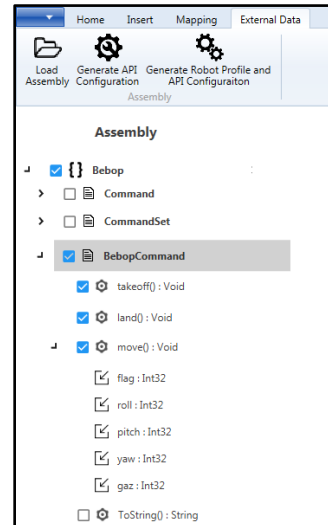 Home Insert Mapping External Data
Load Assembly
Generate API Configuration
Generate Robot Profile and API Configuraiton
Assembly
Assembly
{} Bebop
Command
CommandSet
BebopCommand
takeoff() : Void
land() : Void
move() : Void
flag : Int32
roll : Int32
pitch : Int32
yaw : Int32
gaz : Int32
ToString() : String